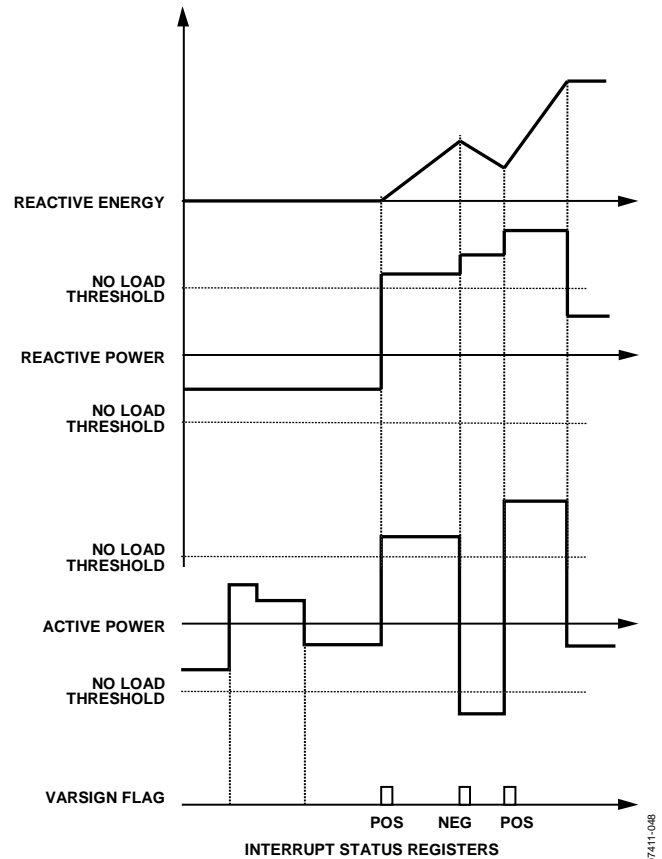 REACTIVE ENERGY
NO LOAD
THRESHOLD
REACTIVE POWER
NO LOAD
THRESHOLD
NO LOAD
THRESHOLD
ACTIVE POWER
NO LOAD
THRESHOLD
VARSIGN FLAG
POS NEG POS
INTERRUPT STATUS REGISTERS
7411-048